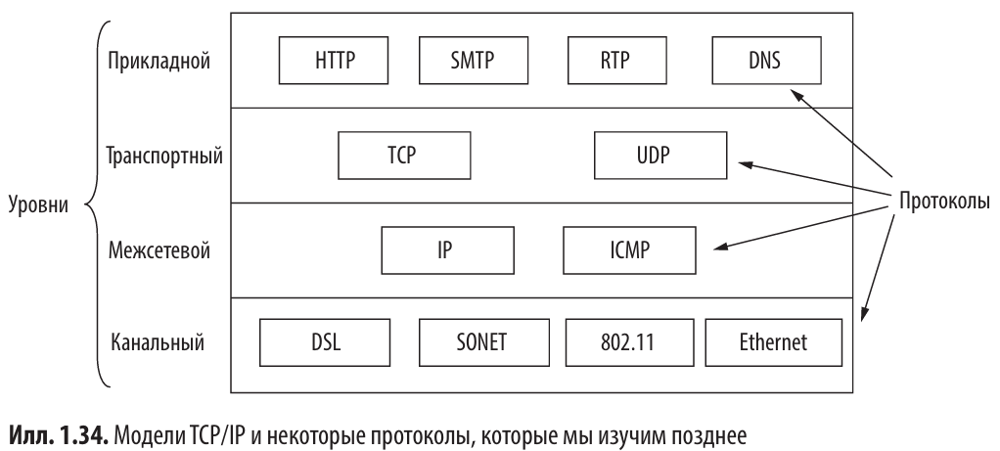 Прикладной HTTP SMTP RTP DNS
Транспортный TCP UDP
Уровни Протоколы
Межсетевой IP ICMP
Канальный DSL SONET 802.11 Ethernet
Илл. 1.34. Модели TCP/IP и некоторые протоколы, которые мы изучим позднее